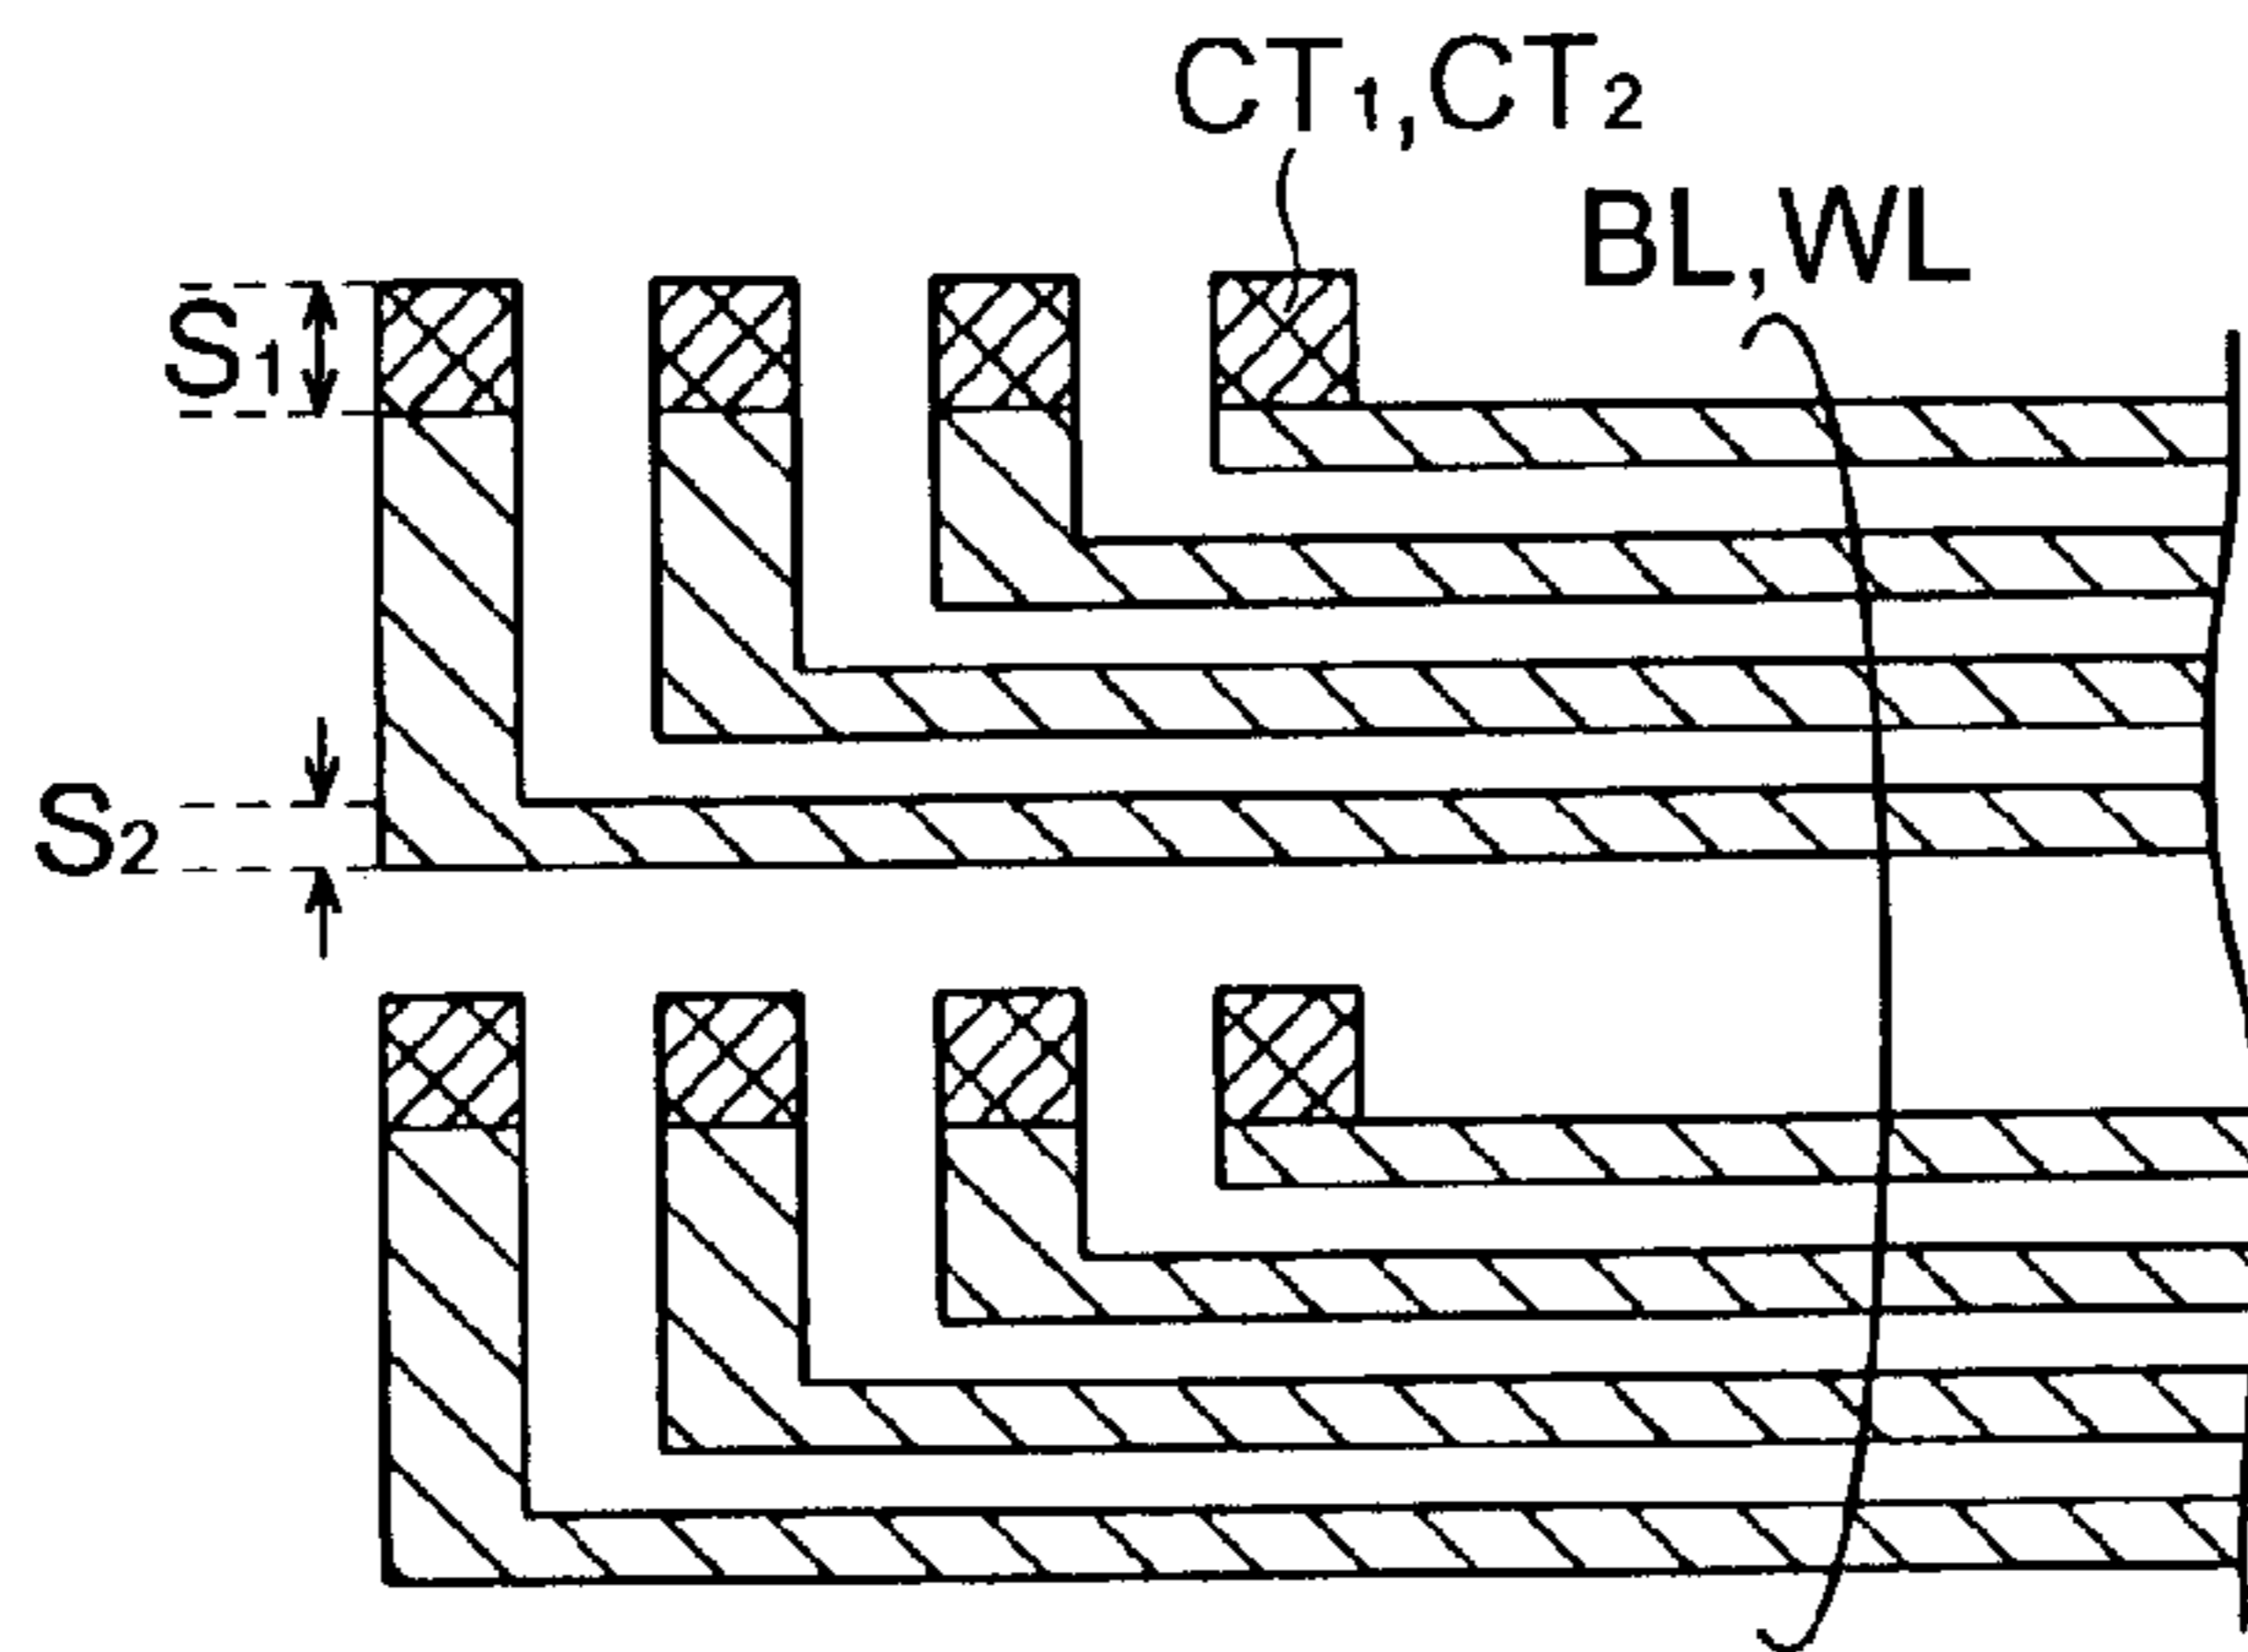 CT₁,CT₂
BL,WL
S₁
S₂